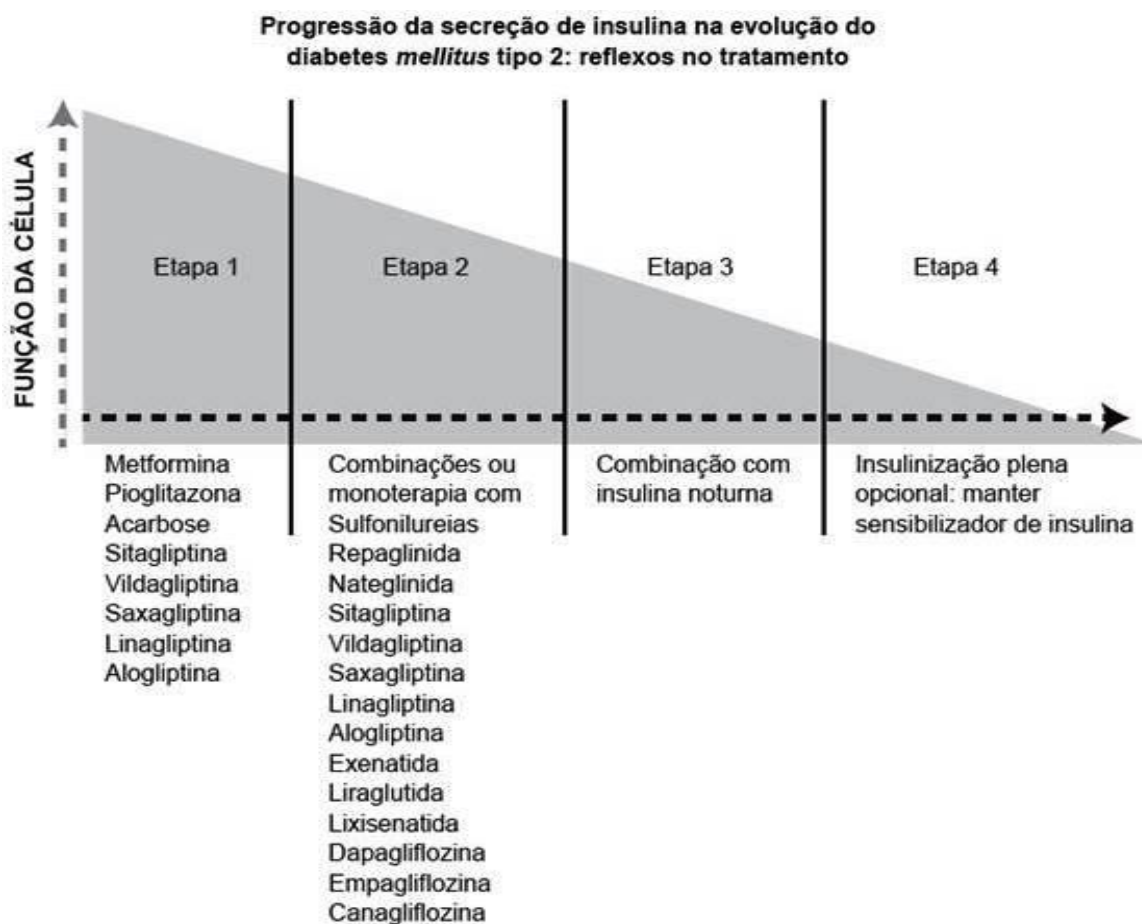 Progressão da secreção de insulina na evolução do
diabetes mellitus tipo 2: reflexos no tratamento
FUNÇÃO DA CÉLULA
Etapa 1
Etapa 2
Etapa 3
Etapa 4
Metformina
Pioglitazona
Acarbose
Sitagliptina
Vildagliptina
Saxagliptina
Linagliptina
Alogliptina
Combinações ou
monoterapia com
Sulfonilureias
Repaglinida
Nateglinida
Sitagliptina
Vildagliptina
Saxagliptina
Linagliptina
Alogliptina
Exenatida
Liraglutida
Lixisenatida
Dapagliflozina
Empagliflozina
Canagliflozina
Combinação com
insulina noturna
Insulinização plena
opcional: manter
sensibilizador de insulina